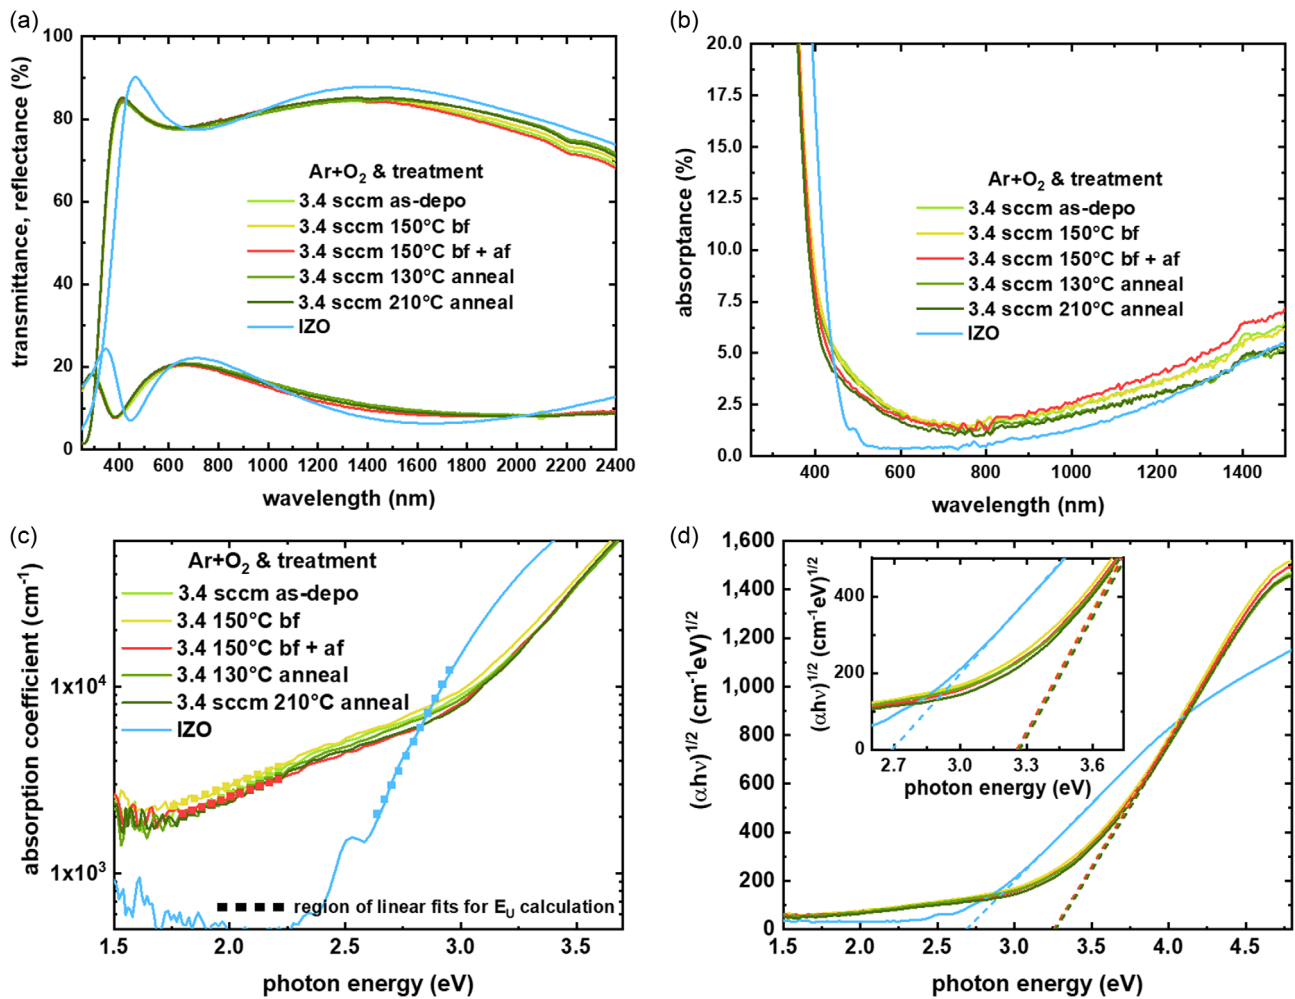 (a)
100
80
60
40
20
0
transmittance, reflectance (%)
Ar+O2 & treatment
3.4 sccm as-depo
3.4 sccm 150°C bf
3.4 sccm 150°C bf + af
3.4 sccm 130°C anneal
3.4 sccm 210°C anneal
IZO
400 600 800 1000 1200 1400 1600 1800 2000 2200 2400
wavelength (nm)
(b)
20.0
17.5
15.0
12.5
10.0
7.5
5.0
2.5
0.0
absorptance (%)
Ar+O2 & treatment
3.4 sccm as-depo
3.4 sccm 150°C bf
3.4 sccm 150°C bf + af
3.4 sccm 130°C anneal
3.4 sccm 210°C anneal
IZO
400 600 800 1000 1200 1400
wavelength (nm)
(c)
absorption coefficient (cm-1)
1x104
1x103
Ar+O2 & treatment
3.4 sccm as-depo
3.4 150°C bf
3.4 150°C bf + af
3.4 130°C anneal
3.4 sccm 210°C anneal
IZO
region of linear fits for EU calculation
1.5 2.0 2.5 3.0 3.5
photon energy (eV)
(d)
1,600
1,400
1,200
1,000
800
600
400
200
0
(αhν)1/2 (cm-1eV)1/2
400
200
0
(αhν)1/2 (cm-1eV)1/2
2.7 3.0 3.3 3.6
photon energy (eV)
1.5 2.0 2.5 3.0 3.5 4.0 4.5
photon energy (eV)